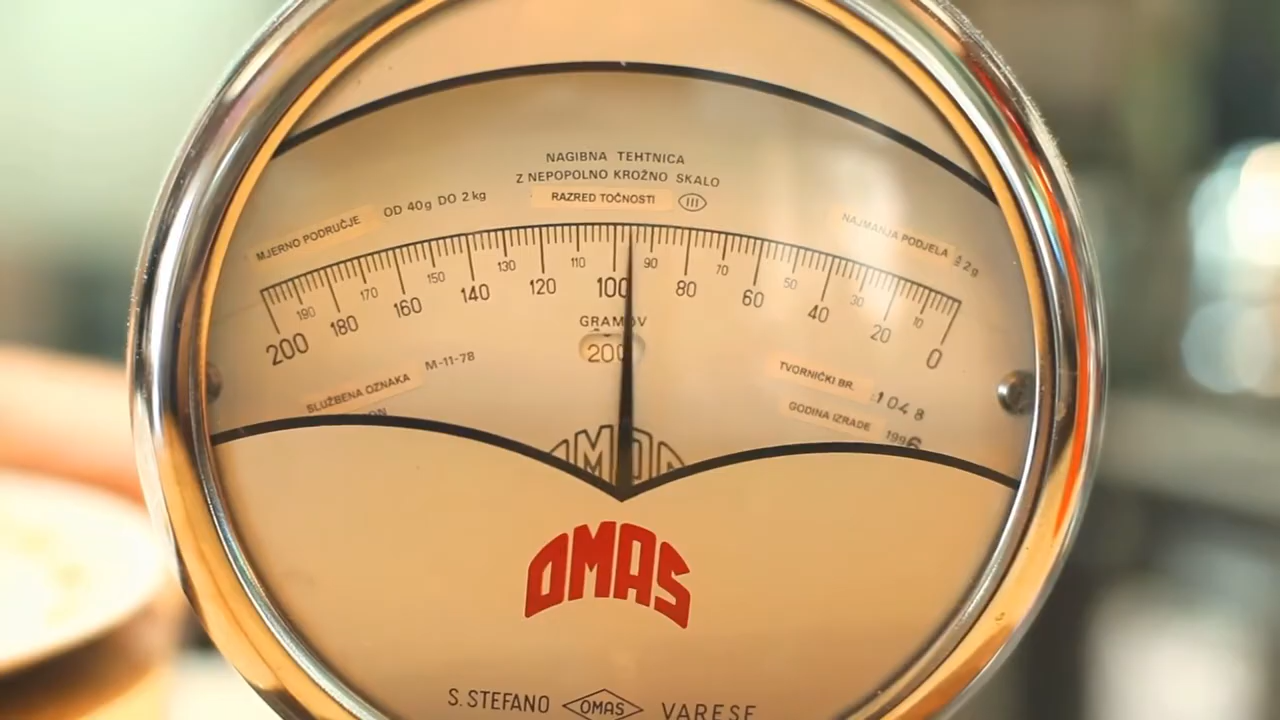 NAGIBNA TEHTNICA
Z NEPOPOLNO KROŽNO SKALO
RAZRED TOČNOSTI III
MJERNO PODRUČJE OD 40g DO 2kg
NAJMANJA PODJELA ≙ 2g
190 170 150 130 110 90 70 50 30 10
200 180 160 140 120 100 80 60 40 20 0
GRAMOV
200
SLUŽBENA OZNAKA M-11-78
TVORNIČKI BR. 1048
GODINA IZRADE 1996
OMAS
S. STEFANO OMAS VARESE